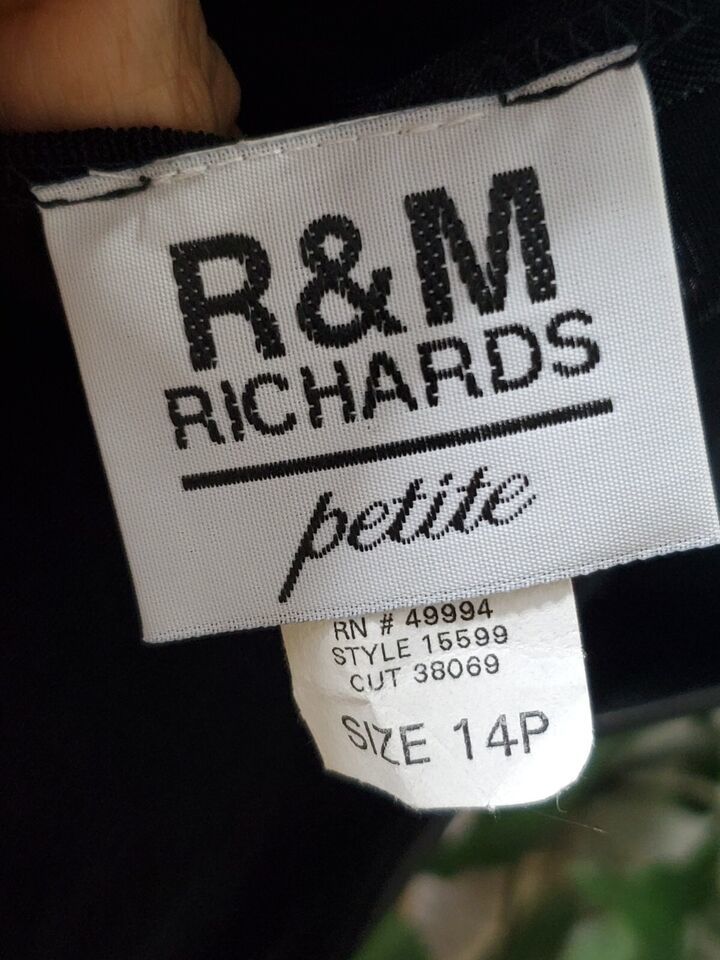 R&M
RICHARDS
petite
RN # 49994
STYLE 15599
CUT 38069
SIZE 14P